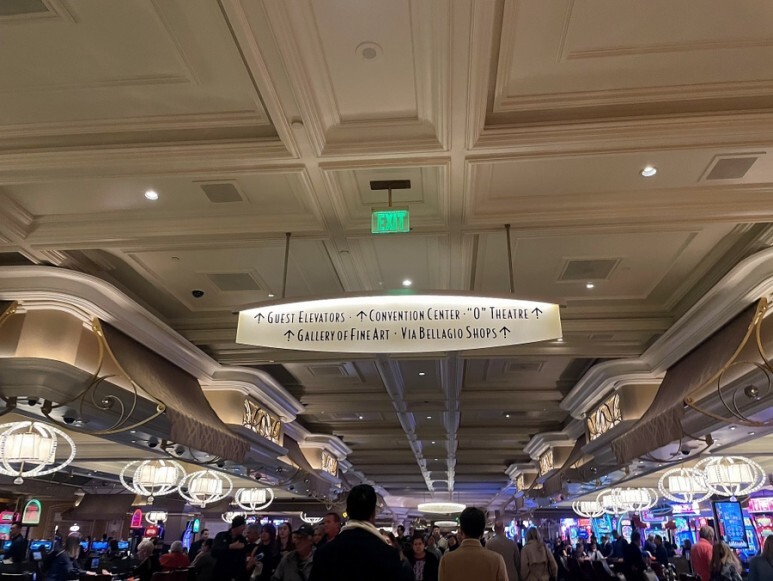 EXIT
↑ GUEST ELEVATORS · ↑ CONVENTION CENTER · "O" THEATRE ↑
↑ GALLERY OF FINE ART · VIA BELLAGIO SHOPS ↑